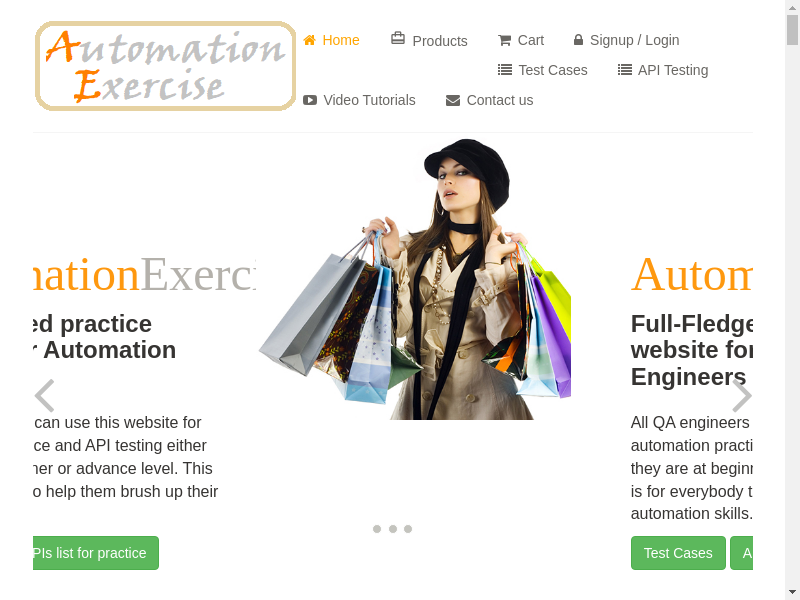 Automation
Exercise
Home
Products
Cart
Signup / Login
Test Cases
API Testing
Video Tutorials
Contact us
nationExerci
ed practice
r Automation
can use this website for
ce and API testing either
ner or advance level. This
o help them brush up their
PIs list for practice
Autom
Full-Fledge
website for
Engineers
All QA engineers
automation practi
they are at beginn
is for everybody t
automation skills.
Test Cases
A